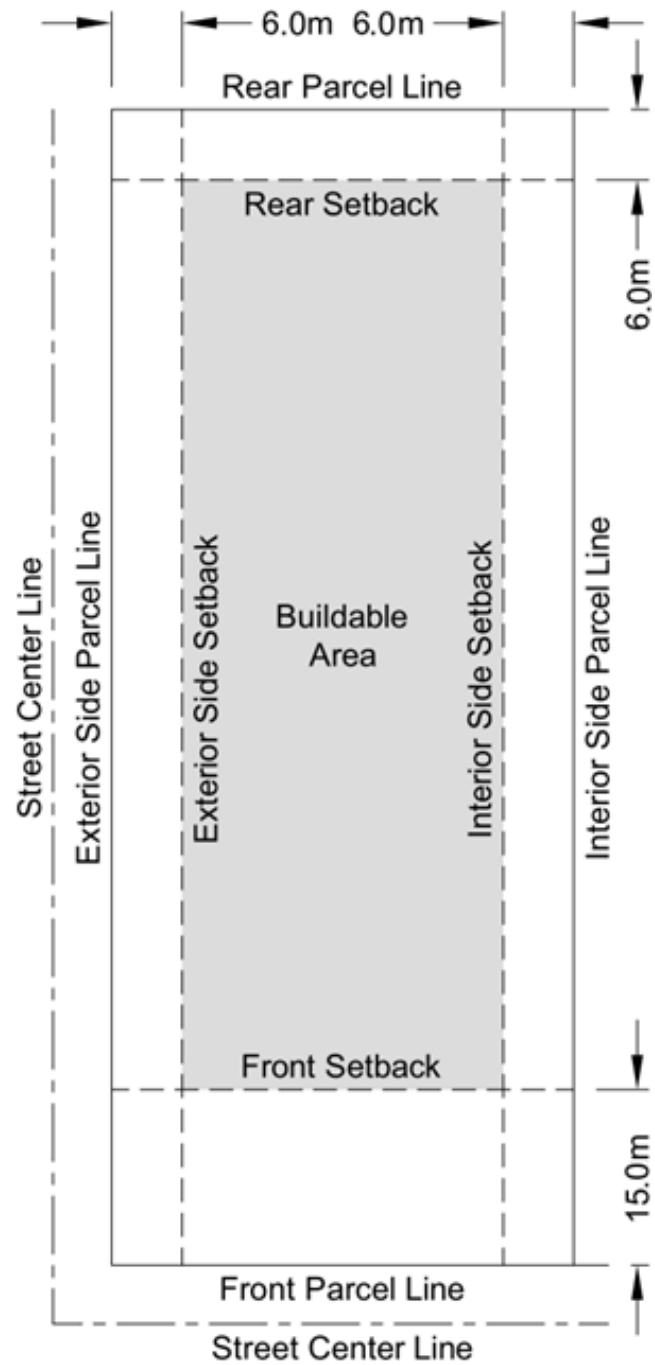 6.0m 6.0m
Rear Parcel Line
Rear Setback
6.0m
Street Center Line
Exterior Side Parcel Line
Exterior Side Setback
Buildable
Area
Interior Side Setback
Interior Side Parcel Line
Front Setback
15.0m
Front Parcel Line
Street Center Line